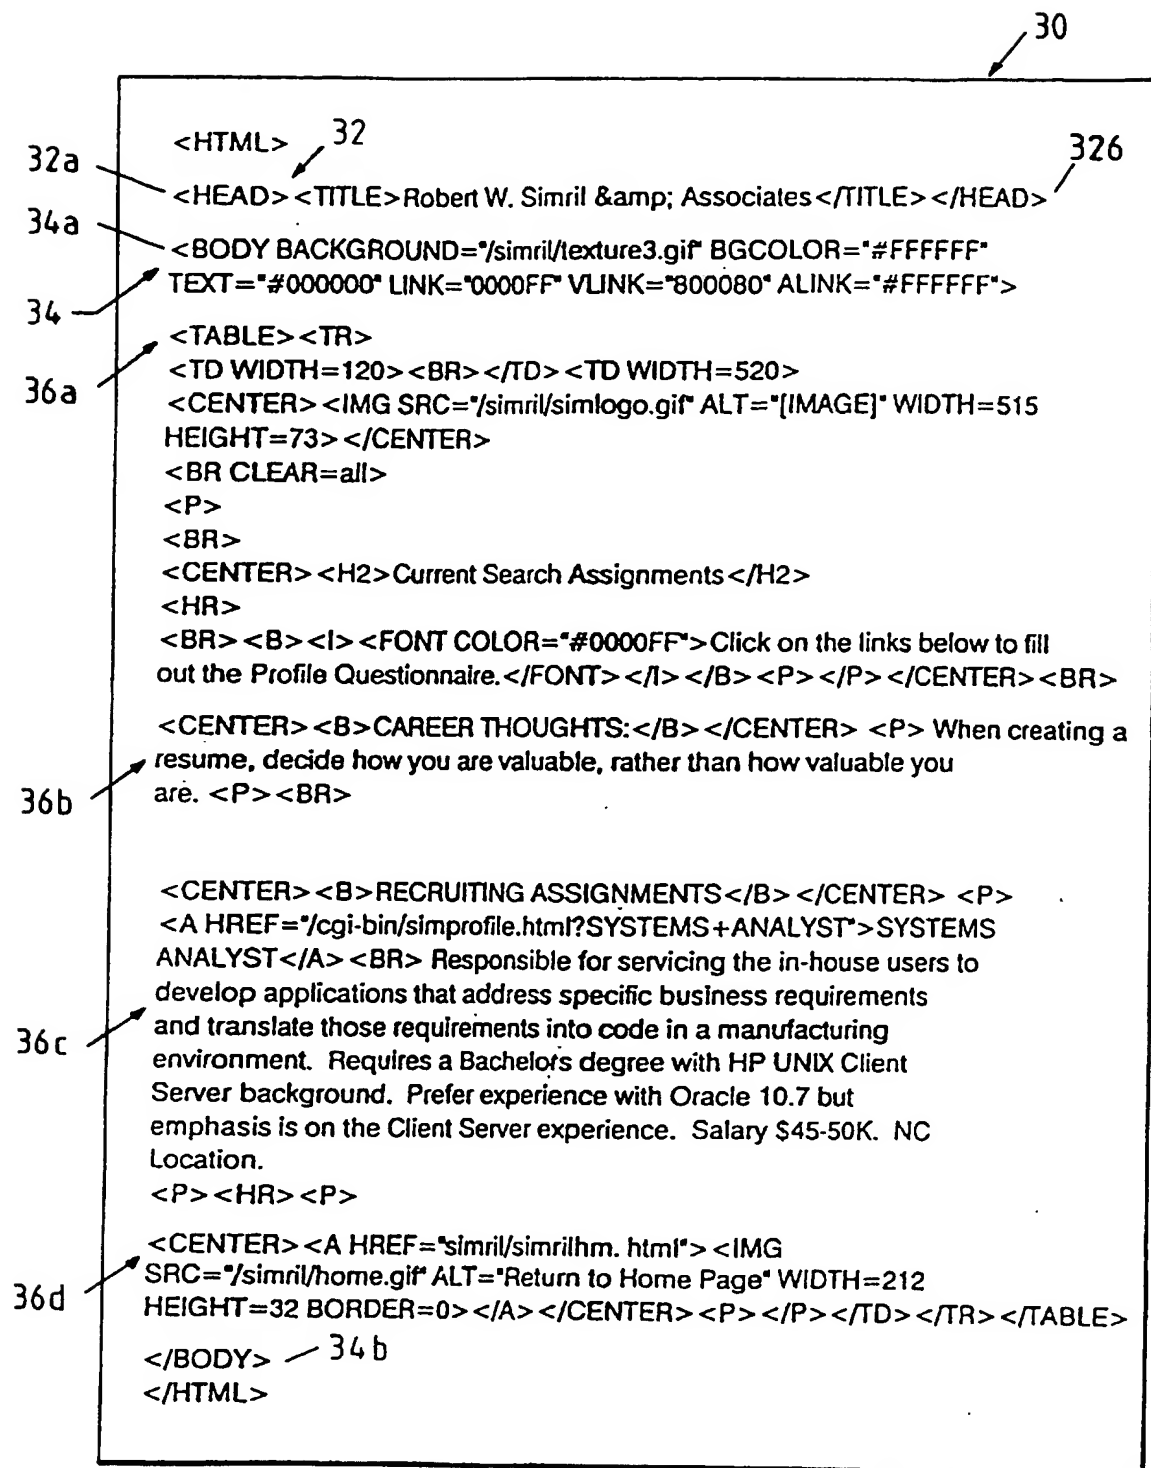 30
<HTML> 32
32a <HEAD><TITLE>Robert W. Simril &amp; Associates</TITLE></HEAD> 326
34a <BODY BACKGROUND="/simril/texture3.gif" BGCOLOR="#FFFFFF"
34 TEXT="#000000" LINK="0000FF" VLINK="800080" ALINK="#FFFFFF">
36a <TABLE><TR>
<TD WIDTH=120><BR></TD><TD WIDTH=520>
<CENTER><IMG SRC="/simril/simlogo.gif" ALT="[IMAGE]" WIDTH=515
HEIGHT=73></CENTER>
<BR CLEAR=all>
<P>
<BR>
<CENTER><H2>Current Search Assignments</H2>
<HR>
<BR><B><I><FONT COLOR="#0000FF">Click on the links below to fill
out the Profile Questionnaire.</FONT></I></B><P></P></CENTER><BR>
<CENTER><B>CAREER THOUGHTS:</B></CENTER> <P> When creating a
36b resume, decide how you are valuable, rather than how valuable you
are. <P><BR>
<CENTER><B>RECRUITING ASSIGNMENTS</B></CENTER> <P>
<A HREF="/cgi-bin/simprofile.html?SYSTEMS+ANALYST">SYSTEMS
ANALYST</A><BR> Responsible for servicing the in-house users to
36c develop applications that address specific business requirements
and translate those requirements into code in a manufacturing
environment. Requires a Bachelors degree with HP UNIX Client
Server background. Prefer experience with Oracle 10.7 but
emphasis is on the Client Server experience. Salary $45-50K. NC
Location.
<P><HR><P>
36d <CENTER><A HREF="simril/simrilhm. html"><IMG
SRC="/simril/home.gif" ALT="Return to Home Page" WIDTH=212
HEIGHT=32 BORDER=0></A></CENTER><P></P></TD></TR></TABLE>
</BODY> 34b
</HTML>